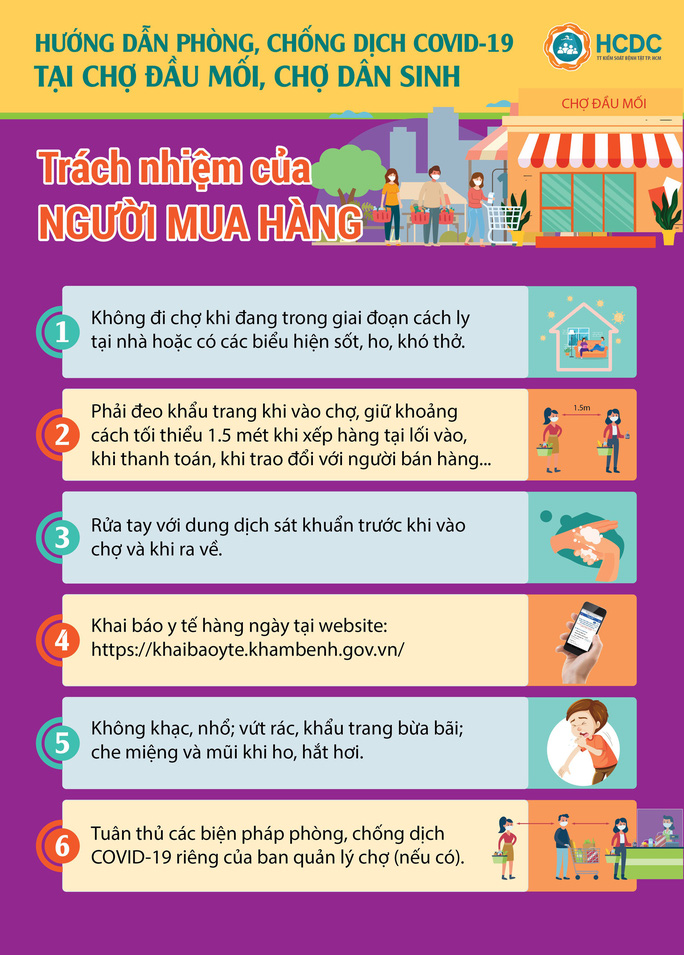 HƯỚNG DẪN PHÒNG, CHỐNG DỊCH COVID-19
TẠI CHỢ ĐẦU MỐI, CHỢ DÂN SINH
HCDC
TT KIỂM SOÁT BỆNH TẬT TP. HCM
CHỢ ĐẦU MỐI
Trách nhiệm của
NGƯỜI MUA HÀNG
1
Không đi chợ khi đang trong giai đoạn cách ly
tại nhà hoặc có các biểu hiện sốt, ho, khó thở.
2
Phải đeo khẩu trang khi vào chợ, giữ khoảng
cách tối thiểu 1.5 mét khi xếp hàng tại lối vào,
khi thanh toán, khi trao đổi với người bán hàng...
1.5m
3
Rửa tay với dung dịch sát khuẩn trước khi vào
chợ và khi ra về.
4
Khai báo y tế hàng ngày tại website:
https://khaibaoyte.khambenh.gov.vn/
5
Không khạc, nhổ; vứt rác, khẩu trang bừa bãi;
che miệng và mũi khi ho, hắt hơi.
6
Tuân thủ các biện pháp phòng, chống dịch
COVID-19 riêng của ban quản lý chợ (nếu có).